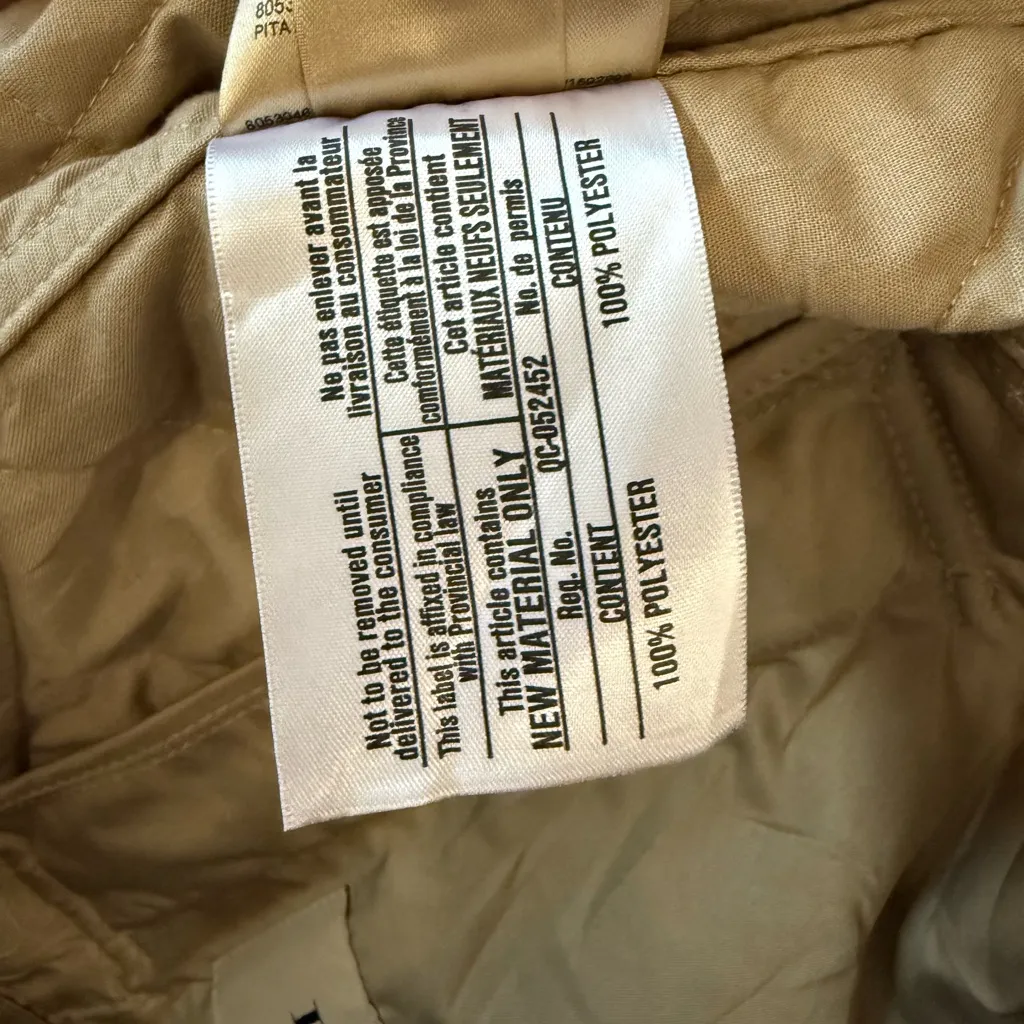 805
PITA
8053946
Not to be removed until
delivered to the consumer
This label is affixed in compliance
with Provincial law
This article contains
NEW MATERIAL ONLY
Reg. No. QC-052452 No. de permis
CONTENT
100% POLYESTER
Ne pas enlever avant la
livraison au consommateur
Cette étiquette est apposée
conformément à la loi de la Province
Cet article contient
MATÉRIAUX NEUFS SEULEMENT
CONTENU
100% POLYESTER